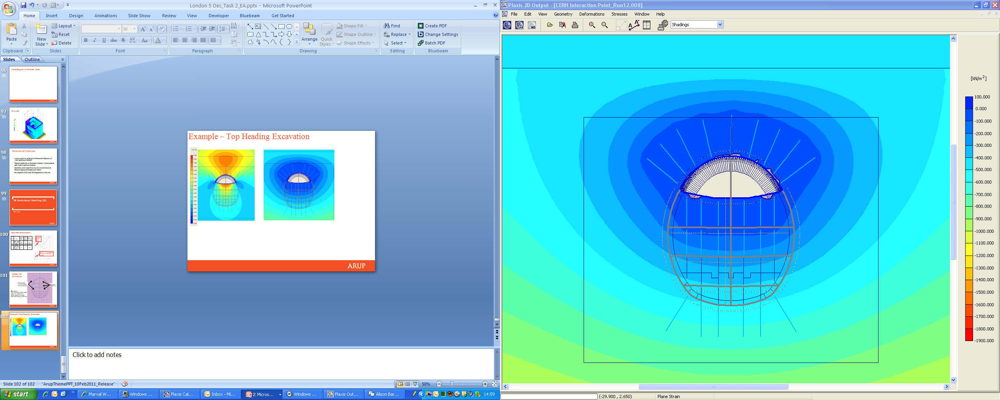 London 5 Dec_Task 2_EA.pptx - Microsoft PowerPoint
Home Insert Design Animations Slide Show Review View Developer Bluebeam Get Started
Paste
New Slide
Layout
Reset
Delete
38
B I U abc S AV Aa A
Arrange
Quick Styles
Shape Fill
Shape Outline
Shape Effects
Find
Replace
Select
Create PDF
Change Settings
Batch PDF
Clipboard Slides Font Paragraph Drawing Editing Bluebeam
Slides Outline
96
97
98
99
FE Geotechnical Modelling (2D)
100
101
102
Example – Top Heading Excavation
Example – Top Heading Excavation
ARUP
Click to add notes
Slide 102 of 102 "ArupThemePPT_10Feb2011_Release" 50%
start Marval W... Windows ... Plaxis Cal... Inbox - Mi... 2 Micros... Windows ... Plaxis Out... Alison Bar... 14:59
Plaxis 2D Output - [CERN Interaction Point_Run12.008]
File Edit View Geometry Deformations Stresses Window Help
Shadings
[kN/m2]
100.000
0.000
-100.000
-200.000
-300.000
-400.000
-500.000
-600.000
-700.000
-800.000
-900.000
-1000.000
-1100.000
-1200.000
-1300.000
-1400.000
-1500.000
-1600.000
-1700.000
-1800.000
-1900.000
(-29.900 , 2.650) Plane Strain